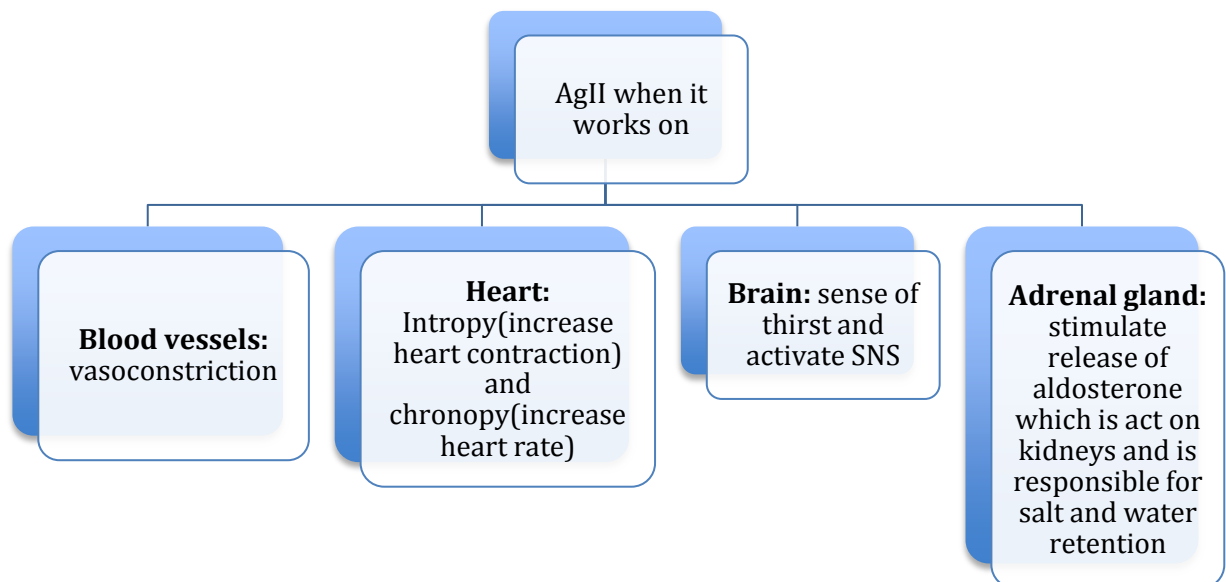 AgII when it
works on
Blood vessels:
vasoconstriction
Heart:
Intropy(increase
heart contraction)
and
chronopy(increase
heart rate)
Brain: sense of
thirst and
activate SNS
Adrenal gland:
stimulate
release of
aldosterone
which is act on
kidneys and is
responsible for
salt and water
retention